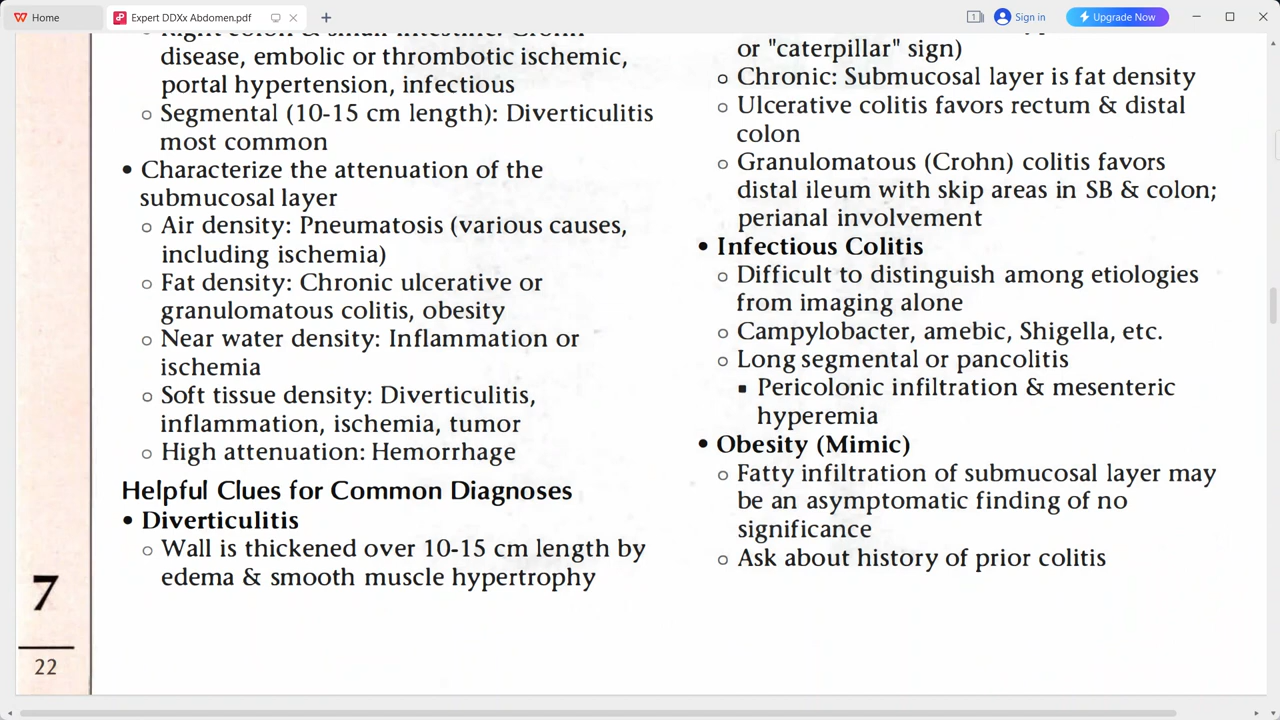 Home
Expert DDXx Abdomen.pdf
1
Sign in
Upgrade Now
disease, embolic or thrombotic ischemic,
portal hypertension, infectious
○ Segmental (10-15 cm length): Diverticulitis
most common
• Characterize the attenuation of the
submucosal layer
○ Air density: Pneumatosis (various causes,
including ischemia)
○ Fat density: Chronic ulcerative or
granulomatous colitis, obesity
○ Near water density: Inflammation or
ischemia
○ Soft tissue density: Diverticulitis,
inflammation, ischemia, tumor
○ High attenuation: Hemorrhage
Helpful Clues for Common Diagnoses
• Diverticulitis
○ Wall is thickened over 10-15 cm length by
edema & smooth muscle hypertrophy
or "caterpillar" sign)
○ Chronic: Submucosal layer is fat density
○ Ulcerative colitis favors rectum & distal
colon
○ Granulomatous (Crohn) colitis favors
distal ileum with skip areas in SB & colon;
perianal involvement
• Infectious Colitis
○ Difficult to distinguish among etiologies
from imaging alone
○ Campylobacter, amebic, Shigella, etc.
○ Long segmental or pancolitis
▪ Pericolonic infiltration & mesenteric
hyperemia
• Obesity (Mimic)
○ Fatty infiltration of submucosal layer may
be an asymptomatic finding of no
significance
○ Ask about history of prior colitis
7
22